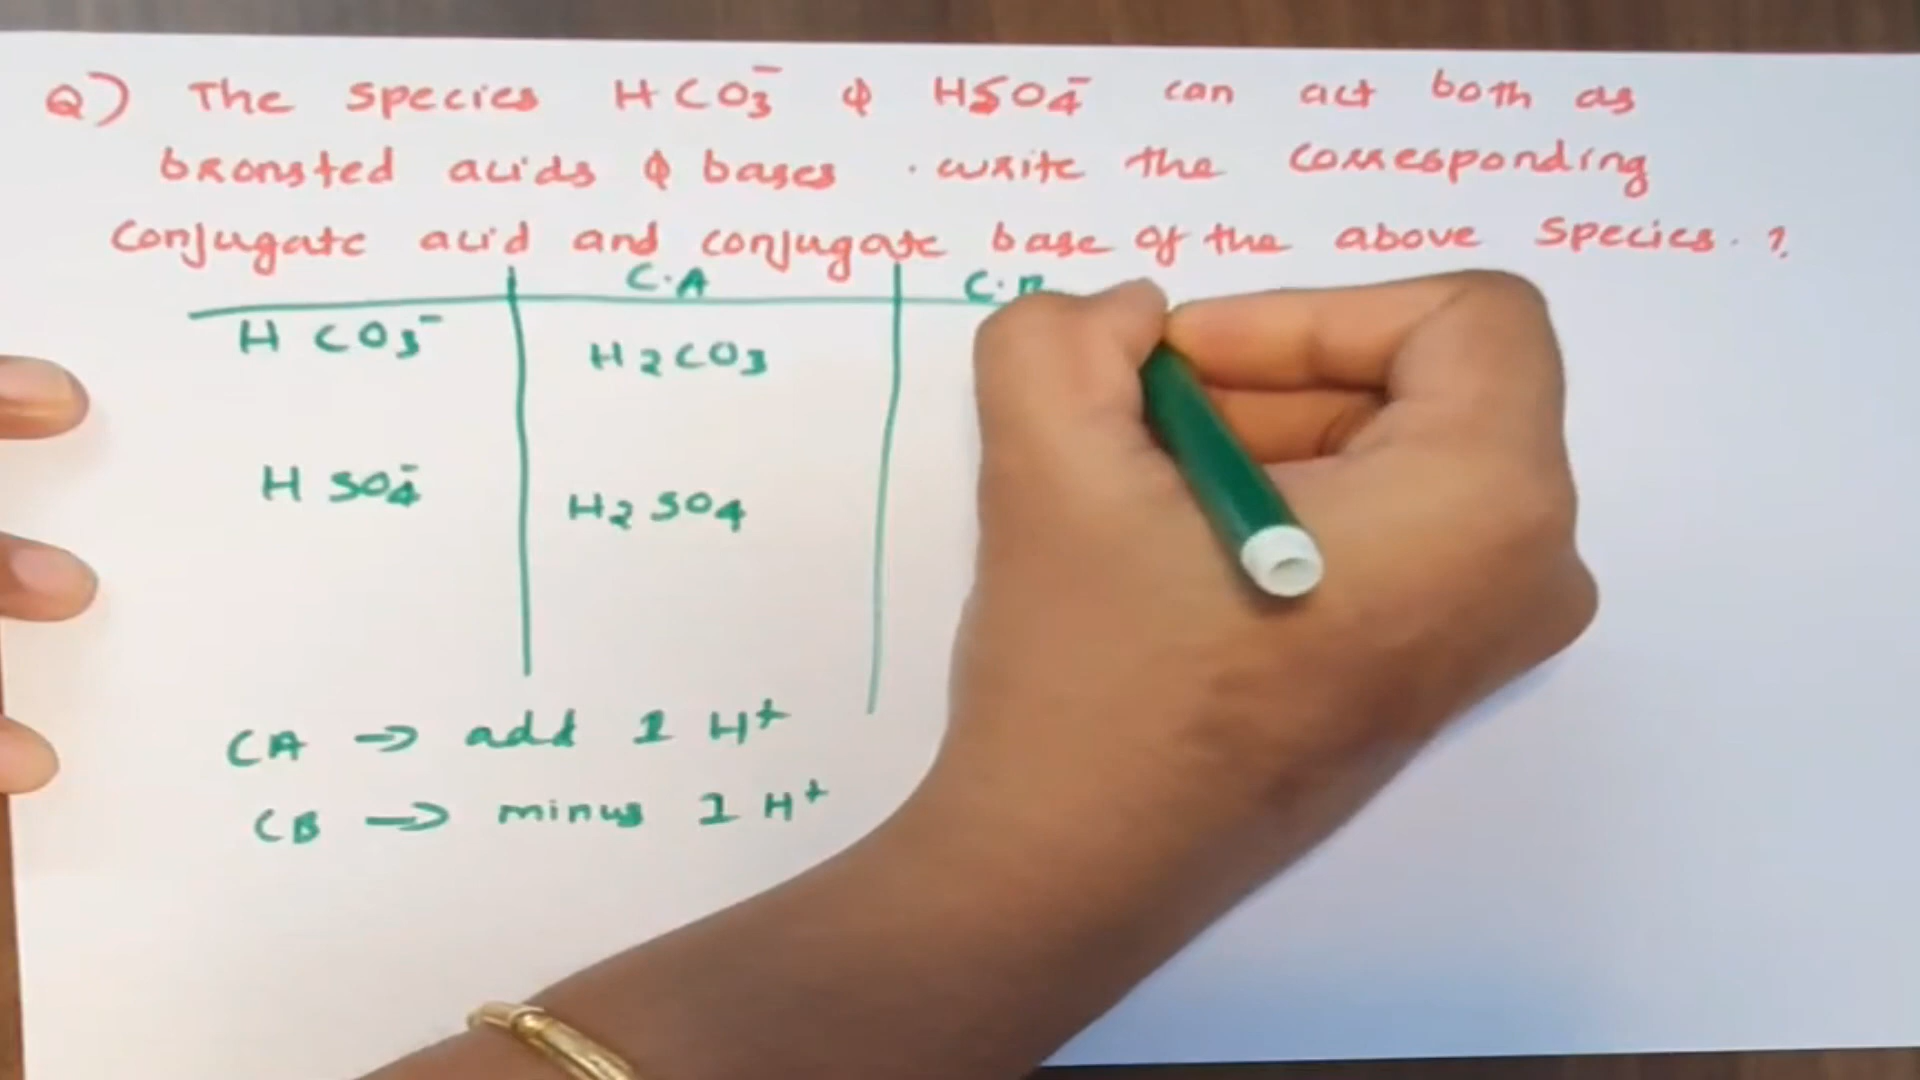 Q) The species HCO₃⁻ & HSO₄⁻ can act both as
bronsted acids & bases. write the corresponding
conjugate acid and conjugate base of the above species. ?
C.A C.B
HCO₃⁻ H₂CO₃
HSO₄⁻ H₂SO₄
CA → add 1 H⁺
CB → minus 1 H⁺